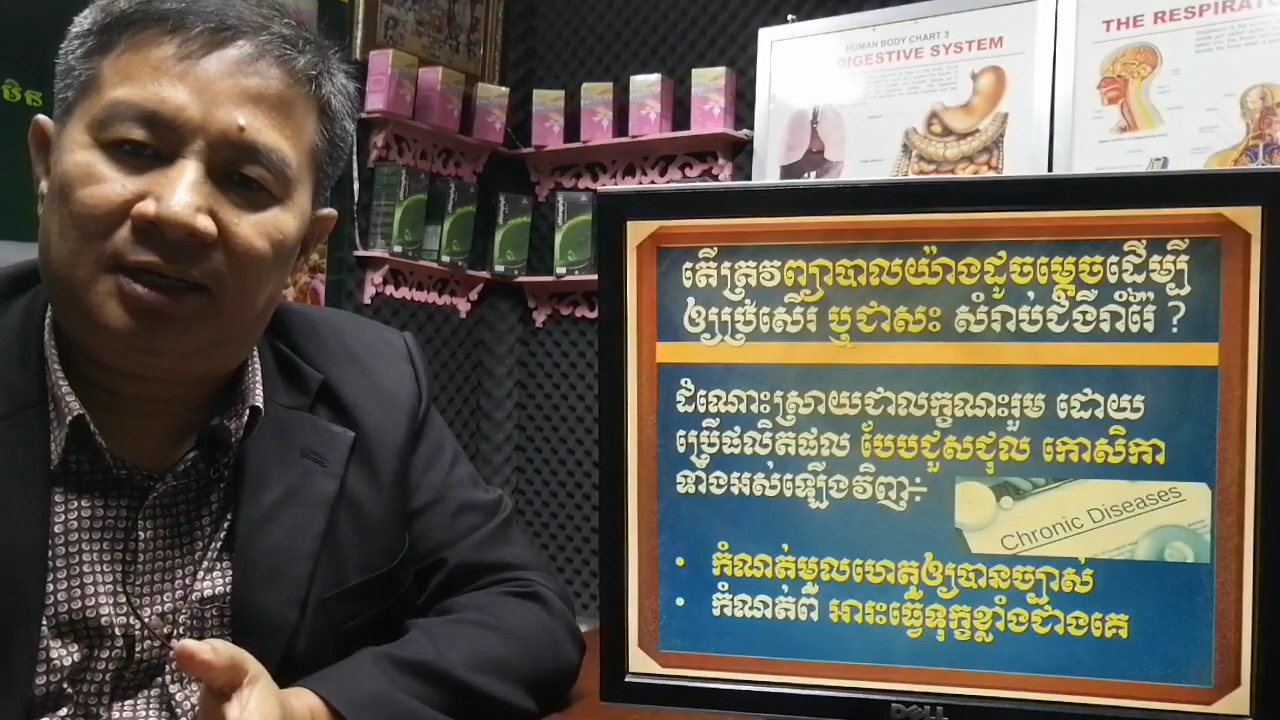 មិន
HUMAN BODY CHART 3
DIGESTIVE SYSTEM
THE RESPIRATO
តើត្រូវព្យាបាលយ៉ាងដូចម្ដេចដើម្បី
ឲ្យប្រសើរ ឬជាសះ សំរាប់ជំងឺរ៉ាំរ៉ៃ ?
ដំណោះស្រាយជាលក្ខណះរួម ដោយ
ប្រើផលិតផល បែបជួសជុល កោសិកា
ទាំងអស់ឡើងវិញ÷
Chronic Diseases
• កំណត់មូលហេតុឲ្យបានច្បាស់
• កំណត់ពី អារះធ្វើទុក្ខខ្លាំងជាងគេ
DELL